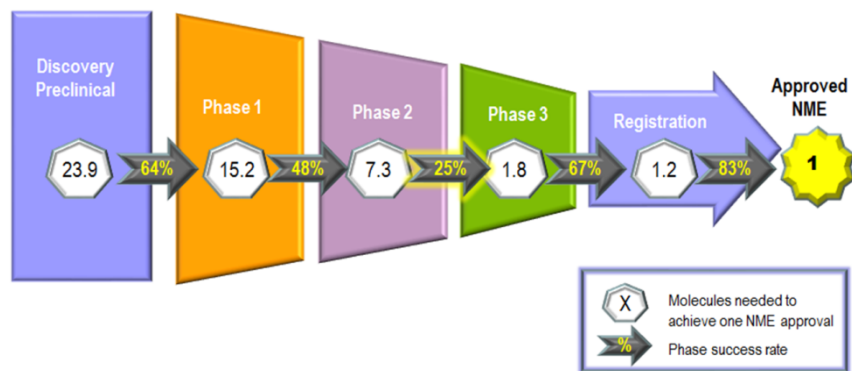 Discovery
Preclinical
Phase 1
Phase 2
Phase 3
Registration
Approved
NME
23.9
64%
15.2
48%
7.3
25%
1.8
67%
1.2
83%
1
X
Molecules needed to
achieve one NME approval
%
Phase success rate